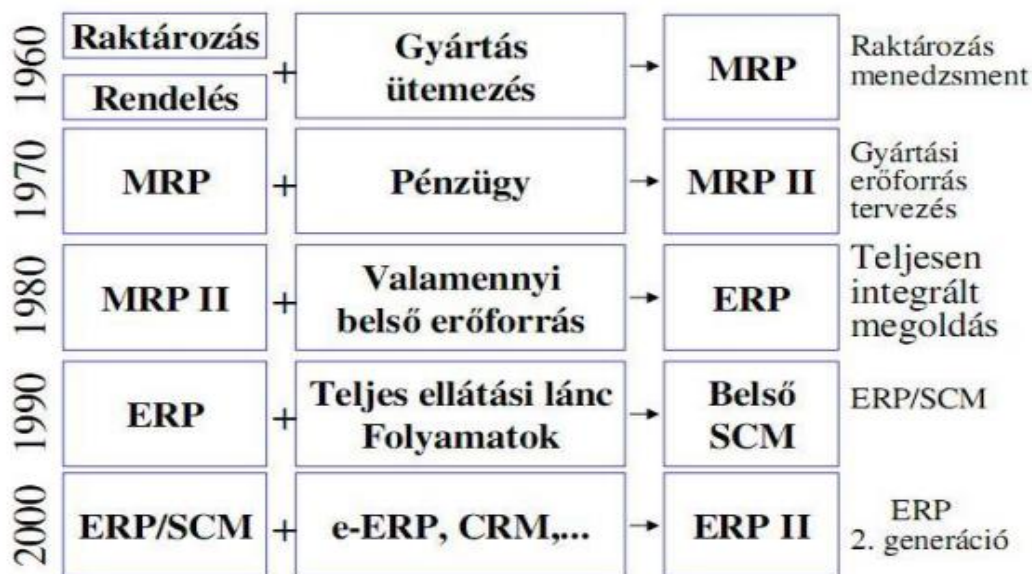 1960
Raktározás
Rendelés
+
Gyártás
ütemezés
→
MRP
Raktározás
menedzsment
1970
MRP
+
Pénzügy
→
MRP II
Gyártási
erőforrás
tervezés
1980
MRP II
+
Valamennyi
belső erőforrás
→
ERP
Teljesen
integrált
megoldás
1990
ERP
+
Teljes ellátási lánc
Folyamatok
→
Belső
SCM
ERP/SCM
2000
ERP/SCM
+
e-ERP, CRM,...
→
ERP II
ERP
2. generáció